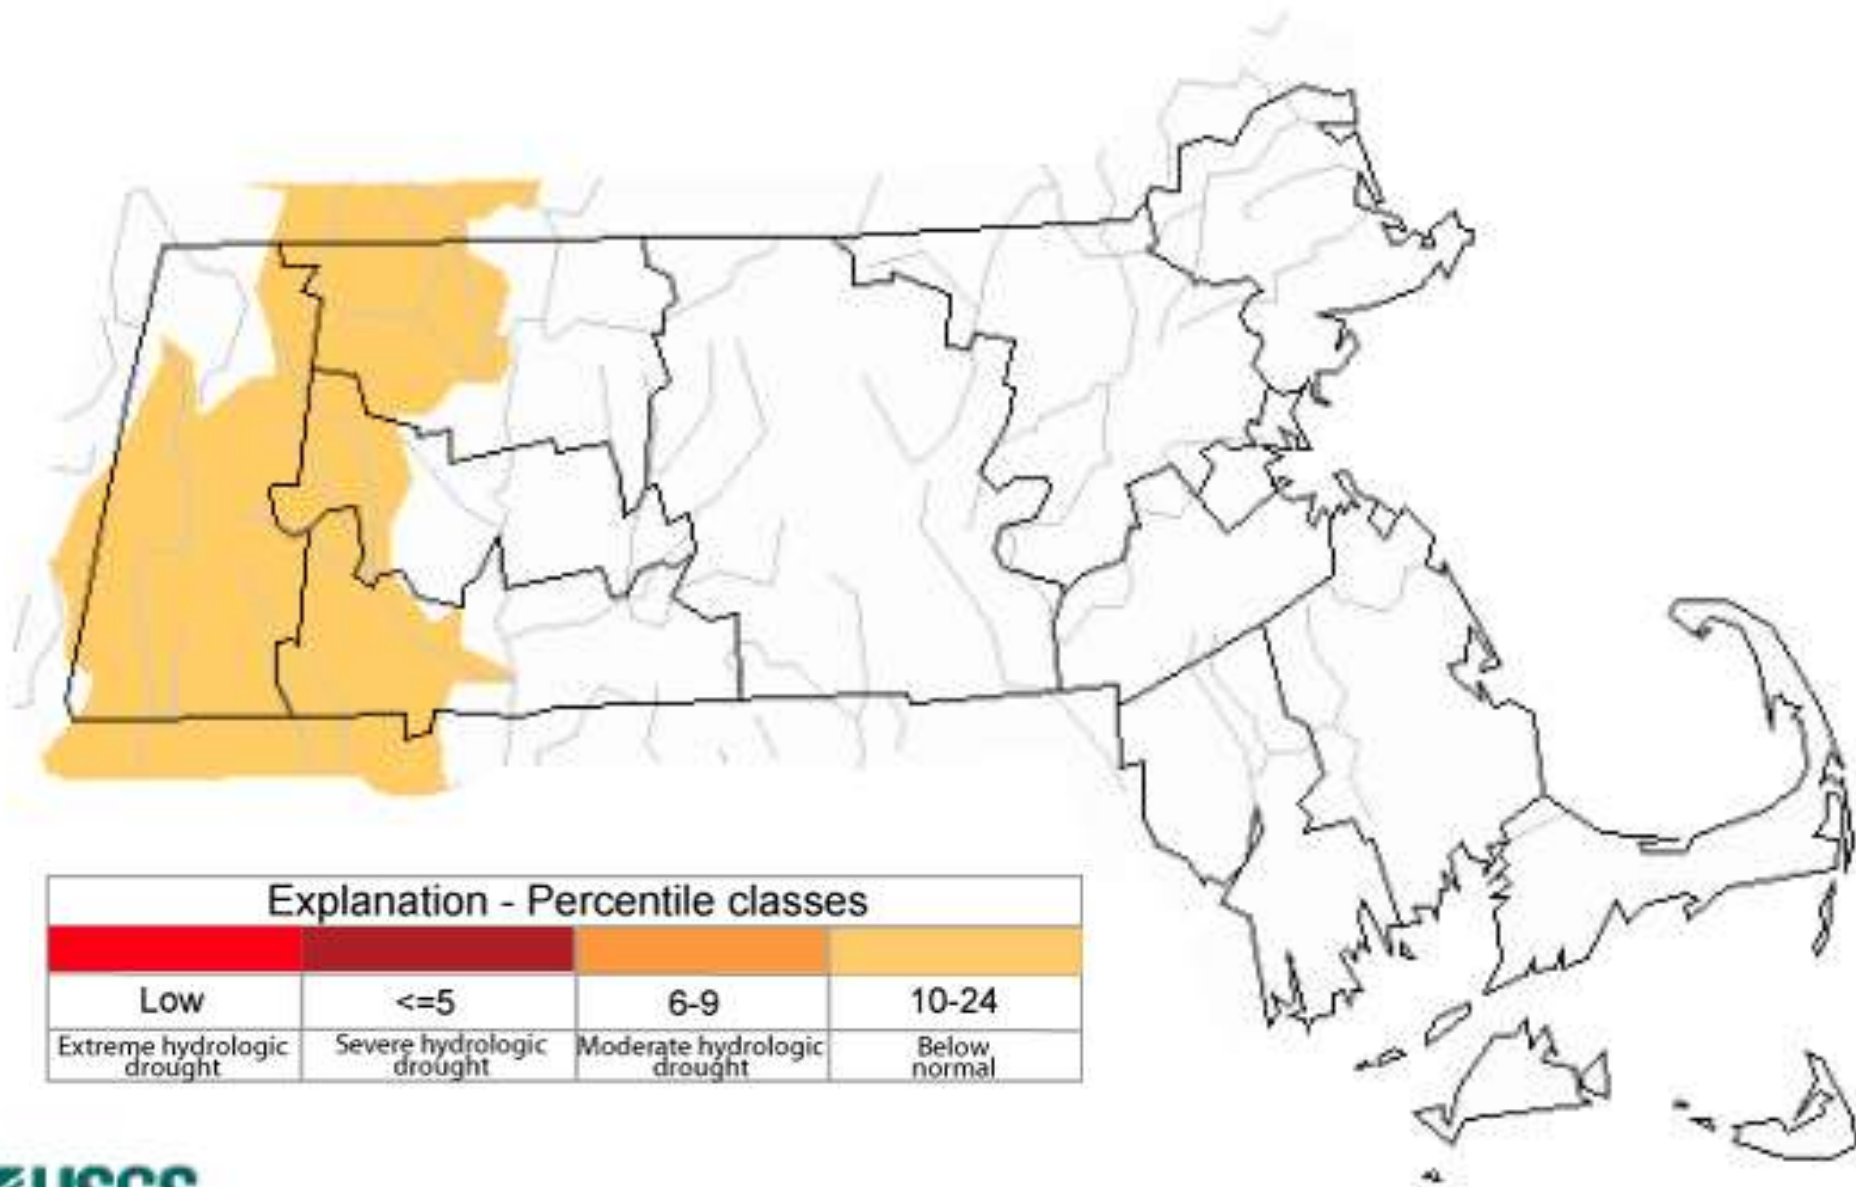 Explanation - Percentile classes
Low <=5 6-9 10-24
Extreme hydrologic drought
Severe hydrologic drought
Moderate hydrologic drought
Below normal
USGS